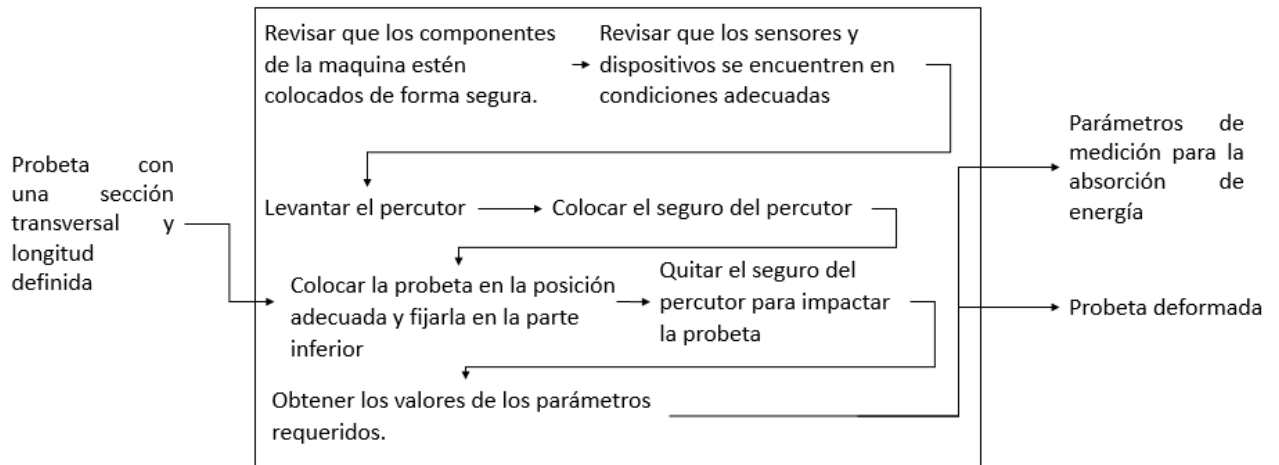 Revisar que los componentes
de la maquina estén
colocados de forma segura.
Revisar que los sensores y
dispositivos se encuentren en
condiciones adecuadas
Probeta con
una sección
transversal y
longitud
definida
Levantar el percutor
Colocar el seguro del percutor
Colocar la probeta en la posición
adecuada y fijarla en la parte
inferior
Quitar el seguro del
percutor para impactar
la probeta
Obtener los valores de los parámetros
requeridos.
Parámetros de
medición para la
absorción de
energía
Probeta deformada